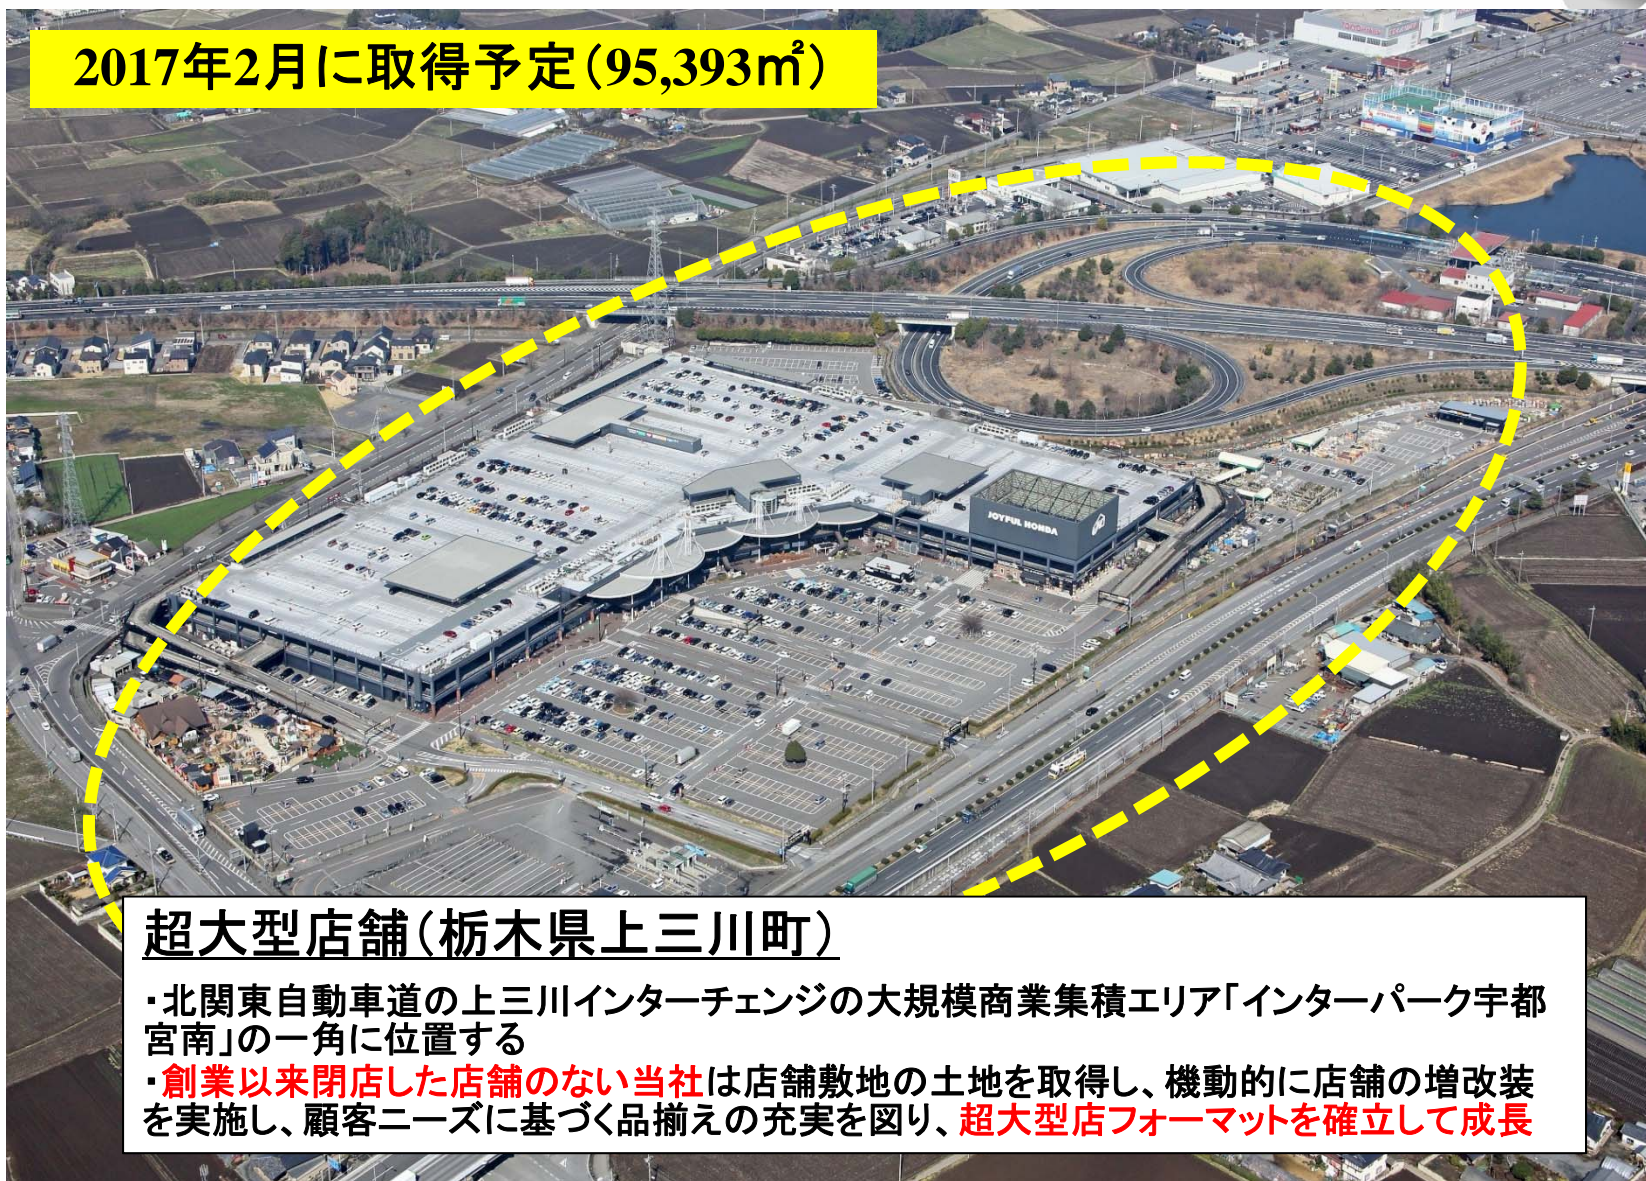 2017年2月に取得予定（95,393㎡）
JOYFUL HONDA
超大型店舗（栃木県上三川町）
・北関東自動車道の上三川インターチェンジの大規模商業集積エリア「インターパーク宇都
宮南」の一角に位置する
・創業以来閉店した店舗のない当社は店舗敷地の土地を取得し、機動的に店舗の増改装
を実施し、顧客ニーズに基づく品揃えの充実を図り、超大型店フォーマットを確立して成長